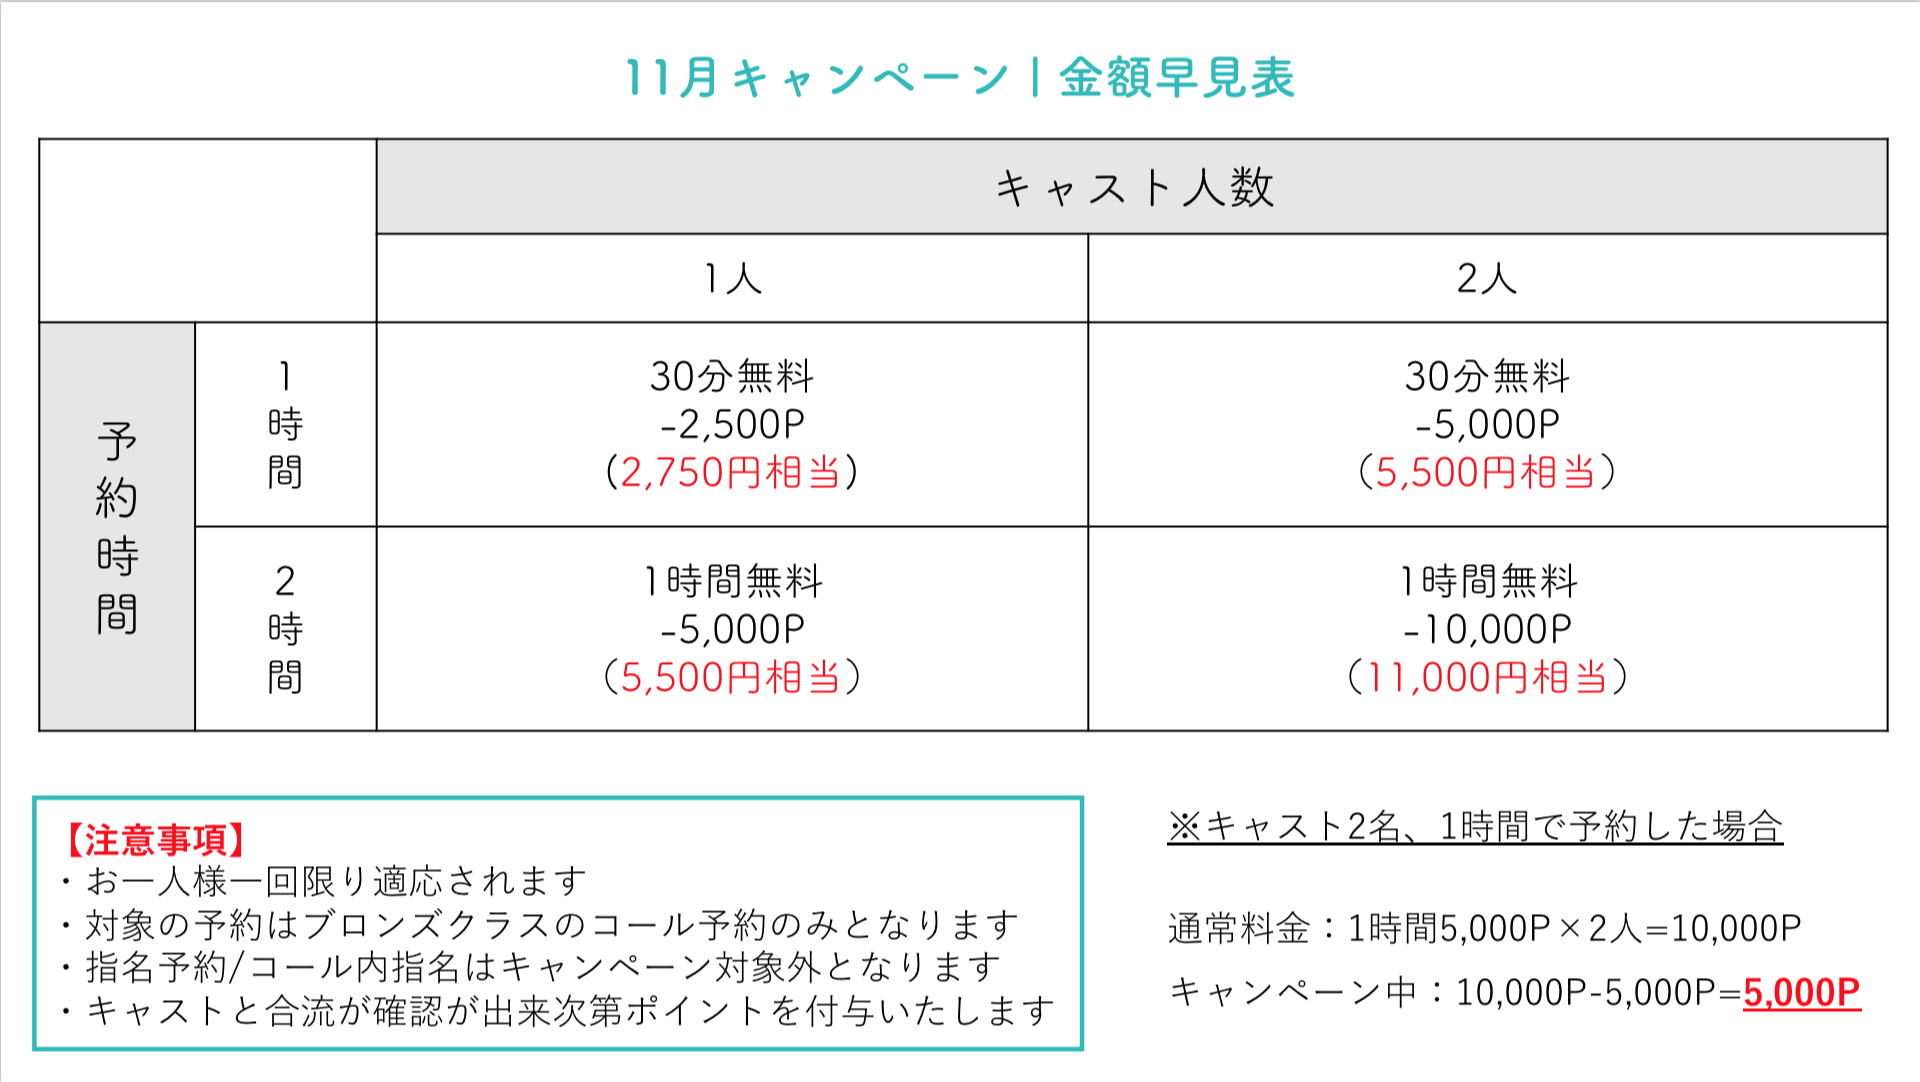 11月キャンペーン | 金額早見表
キャスト人数
1人
2人
予約時間
1時間
30分無料
-2,500P
(2,750円相当)
30分無料
-5,000P
（5,500円相当）
2時間
1時間無料
-5,000P
（5,500円相当）
1時間無料
-10,000P
（11,000円相当）
【注意事項】
・お一人様一回限り適応されます
・対象の予約はブロンズクラスのコール予約のみとなります
・指名予約/コール内指名はキャンペーン対象外となります
・キャストと合流が確認が出来次第ポイントを付与いたします
※キャスト2名、1時間で予約した場合
通常料金：1時間5,000P×2人=10,000P
キャンペーン中：10,000P-5,000P=5,000P